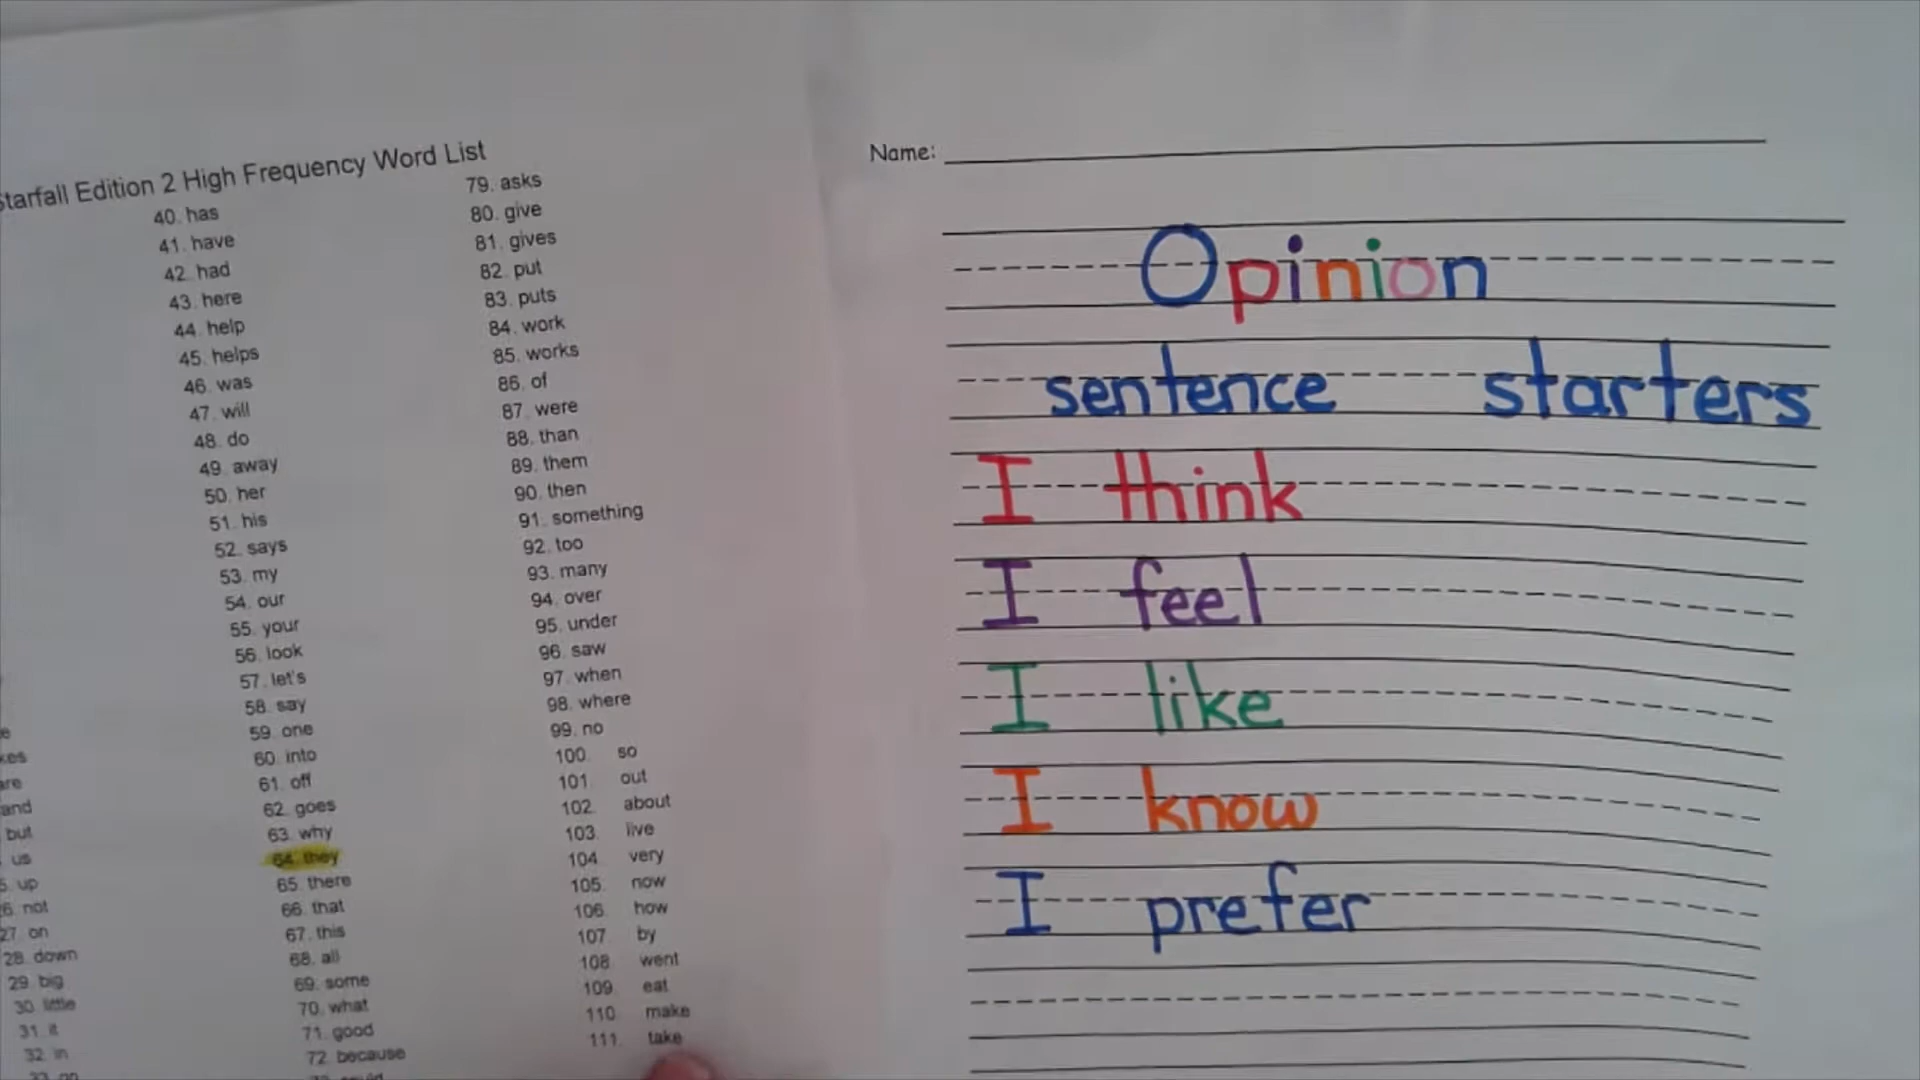 Starfall Edition 2 High Frequency Word List
and
but
us
up
not
27. on
28. down
29. big
30. little
31. it
32. in
40. has
41. have
42. had
43. here
44. help
45. helps
46. was
47. will
48. do
49. away
50. her
51. his
52. says
53. my
54. our
55. your
56. look
57. let's
58. say
59. one
60. into
61. off
62. goes
63. why
64. they
65. there
66. that
67. this
68. all
69. some
70. what
71. good
72. because
79. asks
80. give
81. gives
82. put
83. puts
84. work
85. works
86. of
87. were
88. than
89. them
90. then
91. something
92. too
93. many
94. over
95. under
96. saw
97. when
98. where
99. no
100. so
101. out
102. about
103. live
104. very
105. now
106. how
107. by
108. went
109. eat
110. make
111. take
Name:
Opinion
sentence starters
I think
I feel
I like
I know
I prefer